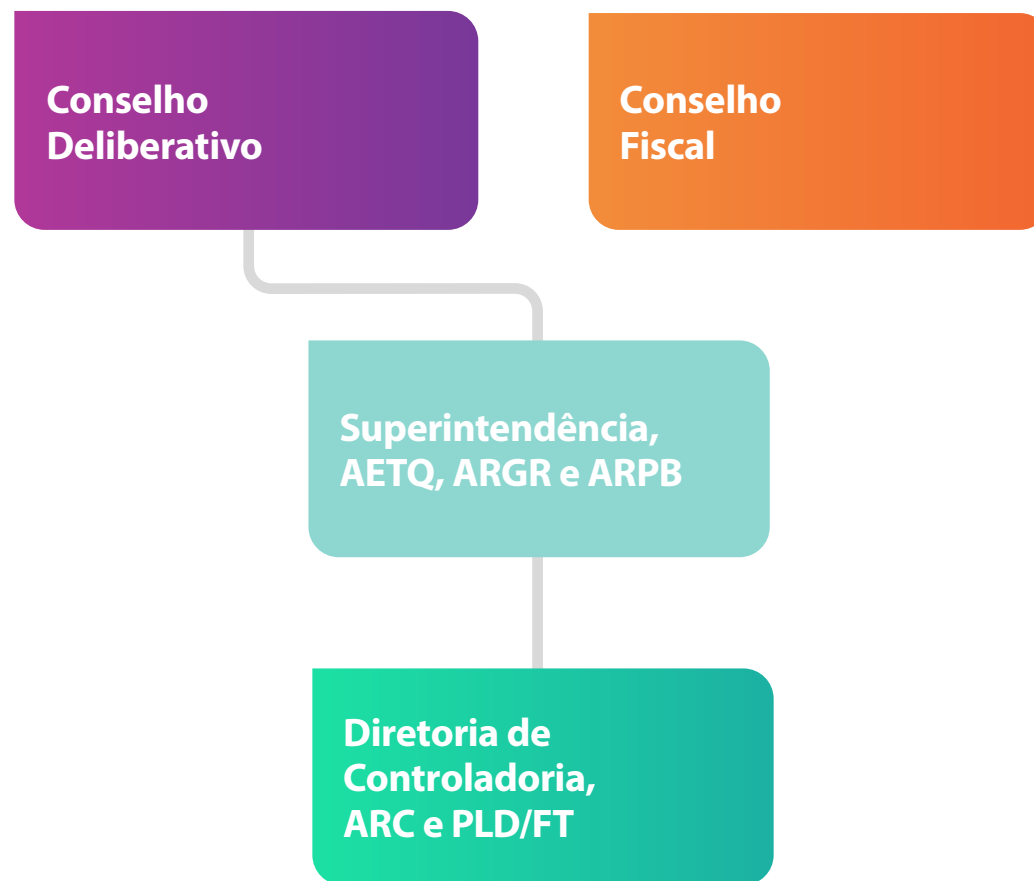 Conselho
Deliberativo
Conselho
Fiscal
Superintendência,
AETQ, ARGR e ARPB
Diretoria de
Controladoria,
ARC e PLD/FT